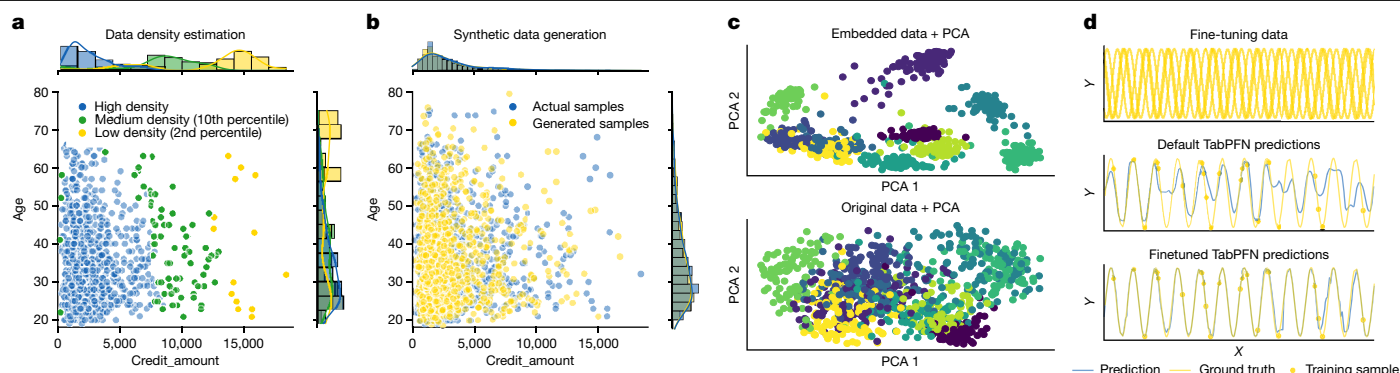 a
Data density estimation
High density
Medium density (10th percentile)
Low density (2nd percentile)
80
70
60
50
40
30
20
Age
0
5,000
10,000
15,000
Credit_amount
b
Synthetic data generation
Actual samples
Generated samples
80
70
60
50
40
30
20
Age
0
5,000
10,000
15,000
Credit_amount
c
Embedded data + PCA
PCA 2
PCA 1
Original data + PCA
PCA 2
PCA 1
d
Fine-tuning data
Y
Default TabPFN predictions
Y
Finetuned TabPFN predictions
Y
X
Prediction
Ground truth
Training sample